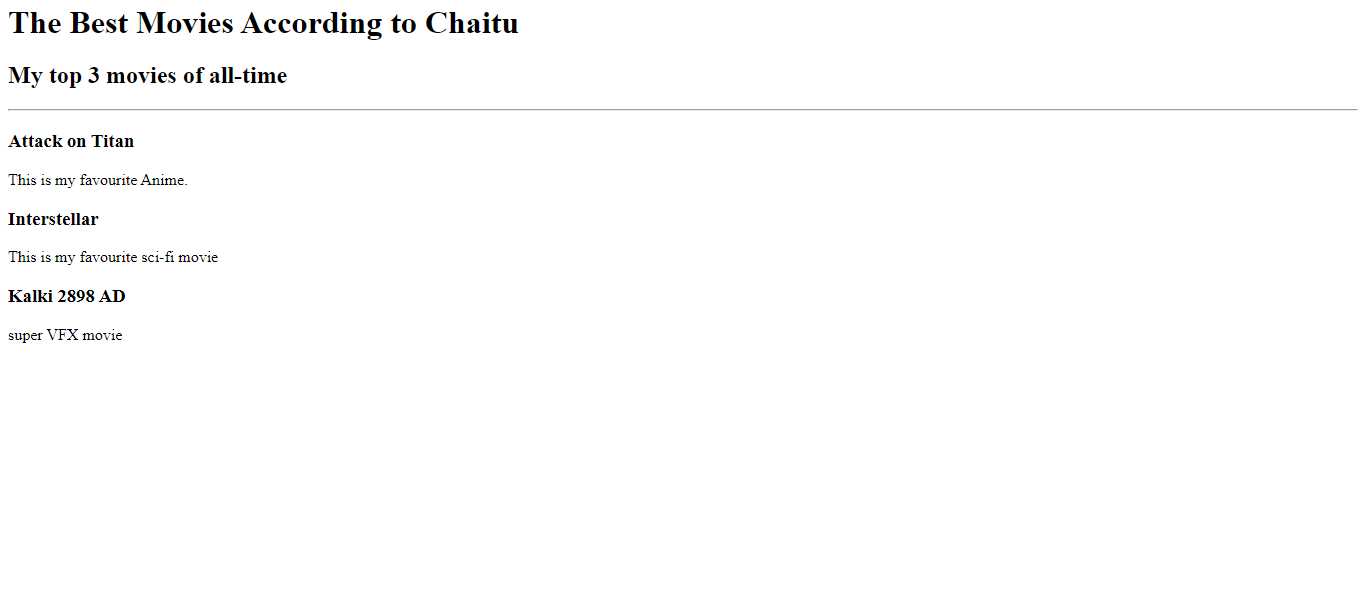 The Best Movies According to Chaitu
My top 3 movies of all-time
Attack on Titan
This is my favourite Anime.
Interstellar
This is my favourite sci-fi movie
Kalki 2898 AD
super VFX movie